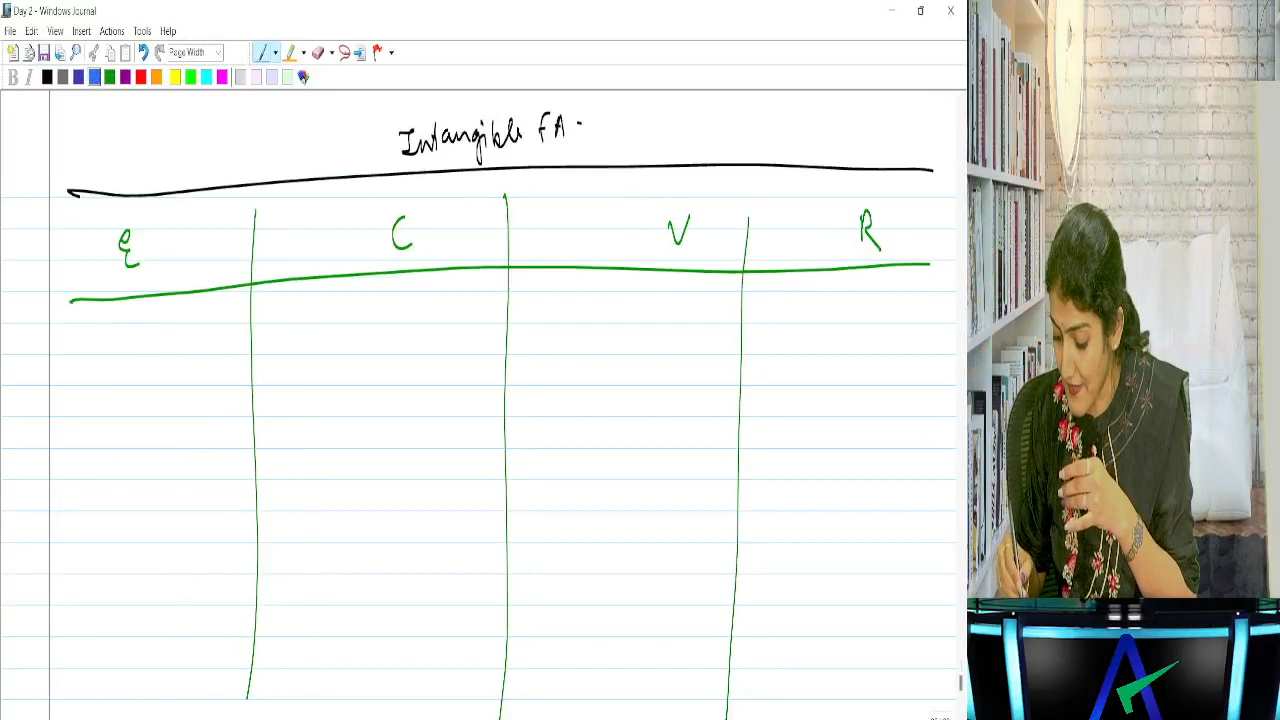 Day 2 - Windows Journal
File Edit View Insert Actions Tools Help
Page Width
B I
Intangible FA -
E C V R